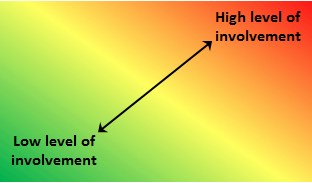 High level of
involvement
Low level of
involvement